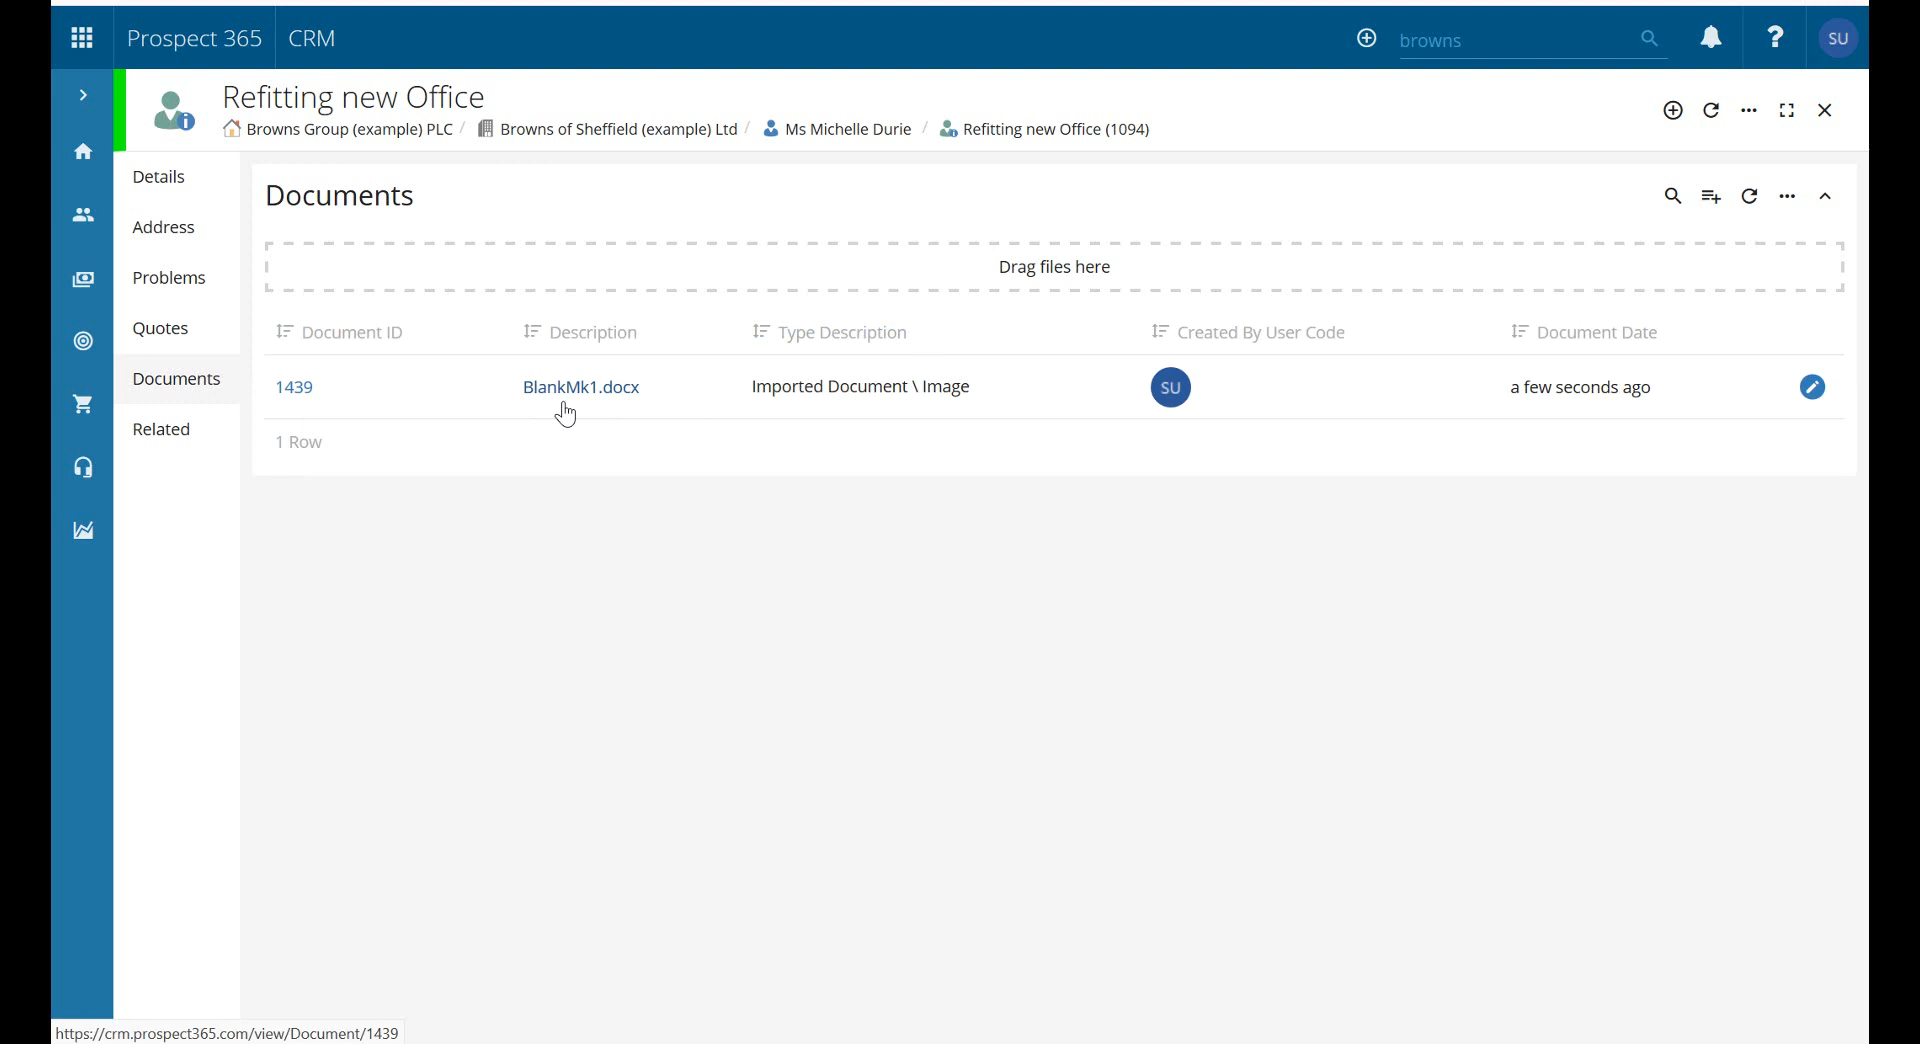 Prospect 365 CRM browns ? SU
Refitting new Office
Browns Group (example) PLC / Browns of Sheffield (example) Ltd / Ms Michelle Durie / Refitting new Office (1094)
Details
Address
Problems
Quotes
Documents
Related
Documents
Drag files here
Document ID Description Type Description Created By User Code Document Date
1439 BlankMk1.docx Imported Document \ Image SU a few seconds ago
1 Row
https://crm.prospect365.com/view/Document/1439